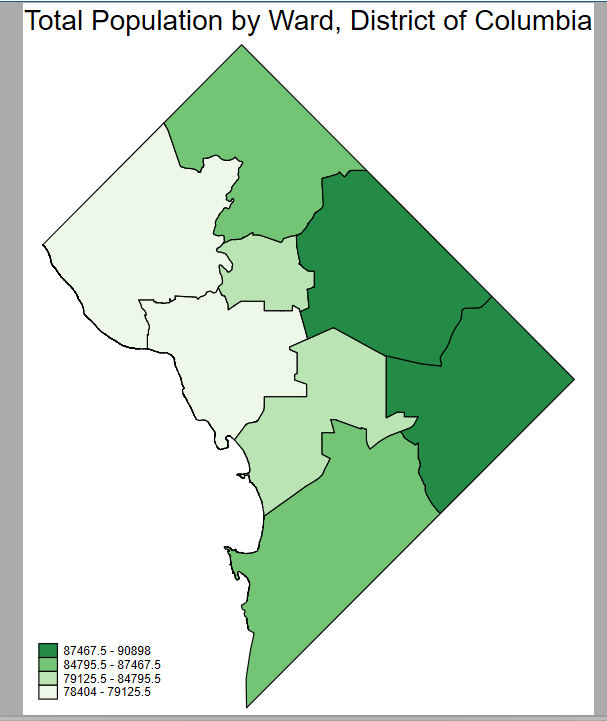 Total Population by Ward, District of Columbia
87467.5 - 90898
84795.5 - 87467.5
79125.5 - 84795.5
78404 - 79125.5